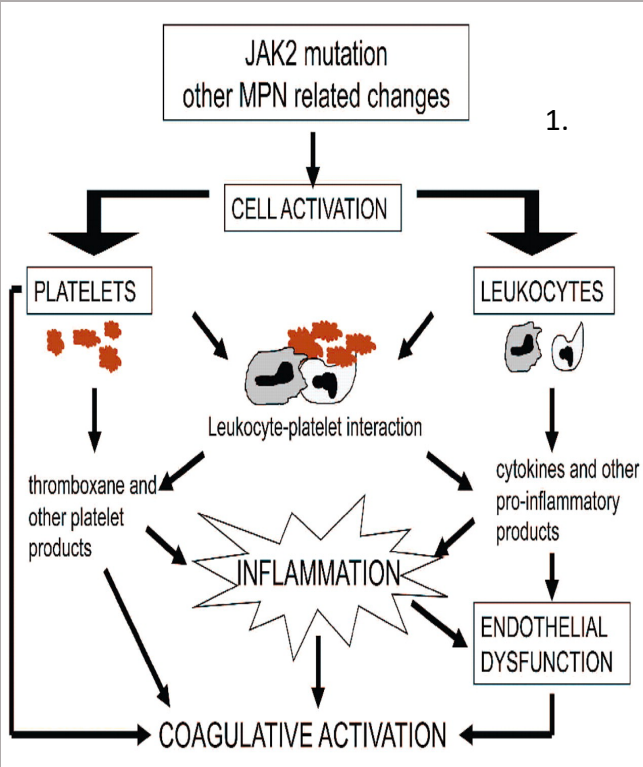 JAK2 mutation
other MPN related changes
1.
CELL ACTIVATION
PLATELETS
LEUKOCYTES
Leukocyte-platelet interaction
thromboxane and
other platelet
products
cytokines and other
pro-inflammatory
products
INFLAMMATION
ENDOTHELIAL
DYSFUNCTION
COAGULATIVE ACTIVATION